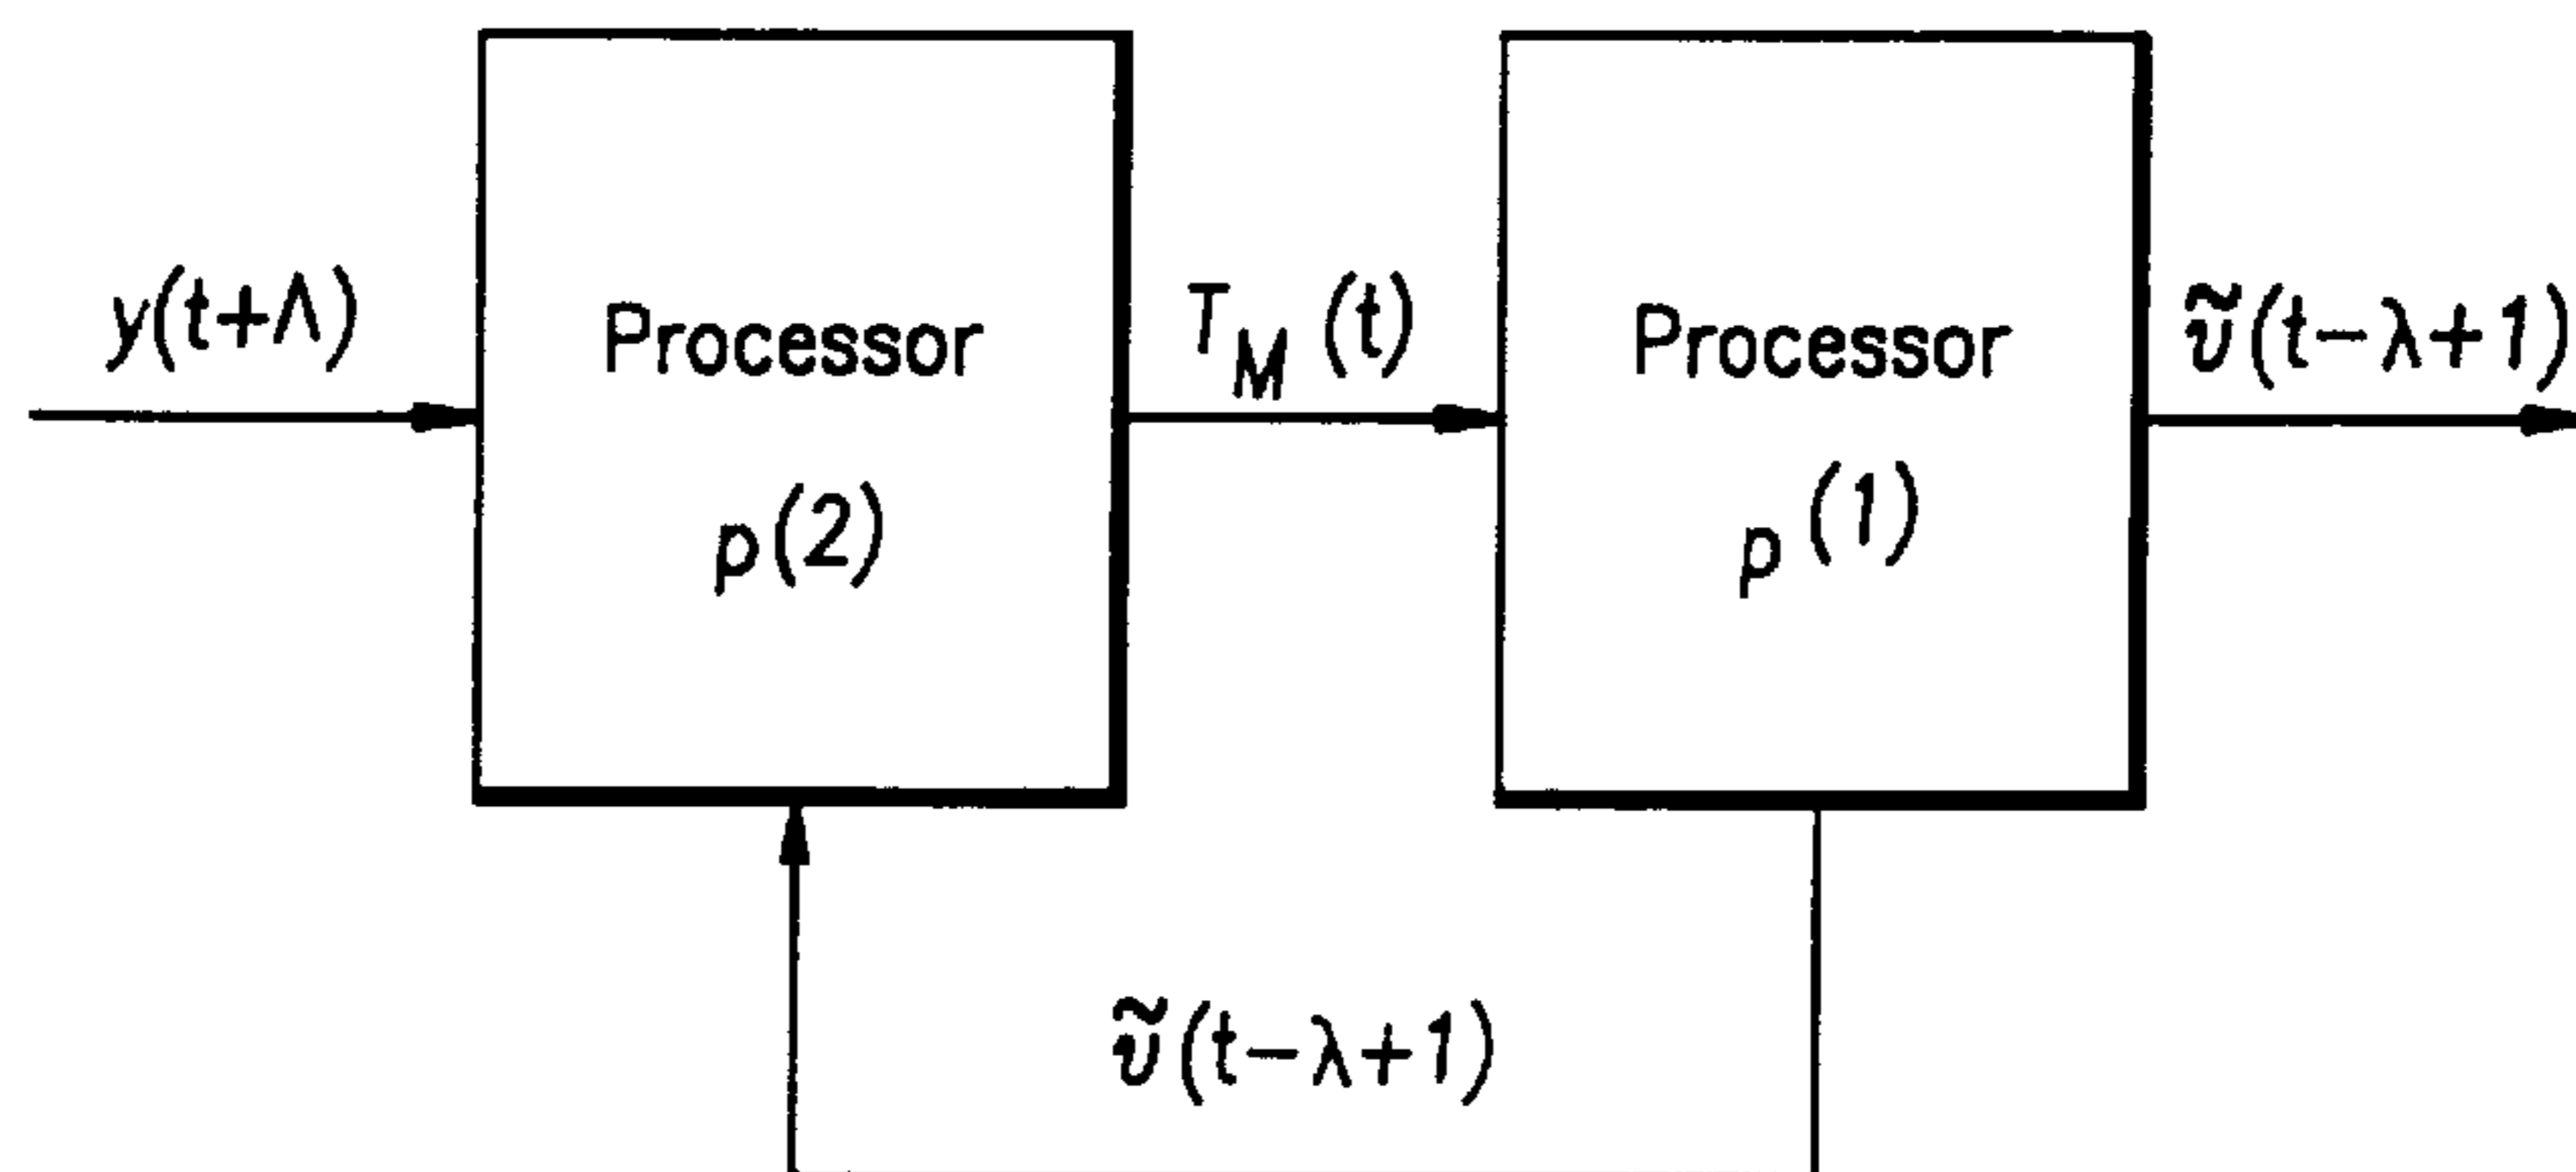 y(t+Λ)
Processor
p(2)
T_M(t)
Processor
p^(1)
ṽ(t-λ+1)
ṽ(t-λ+1)